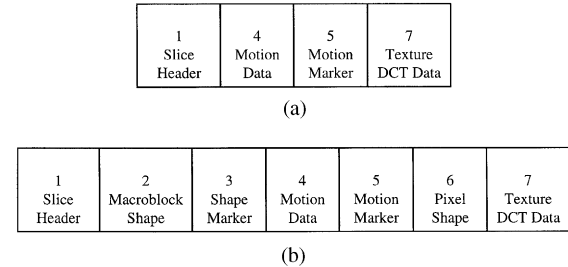 1 4 5 7
Slice Motion Motion Texture
Header Data Marker DCT Data
(a)
1 2 3 4 5 6 7
Slice Macroblock Shape Motion Motion Pixel Texture
Header Shape Marker Data Marker Shape DCT Data
(b)